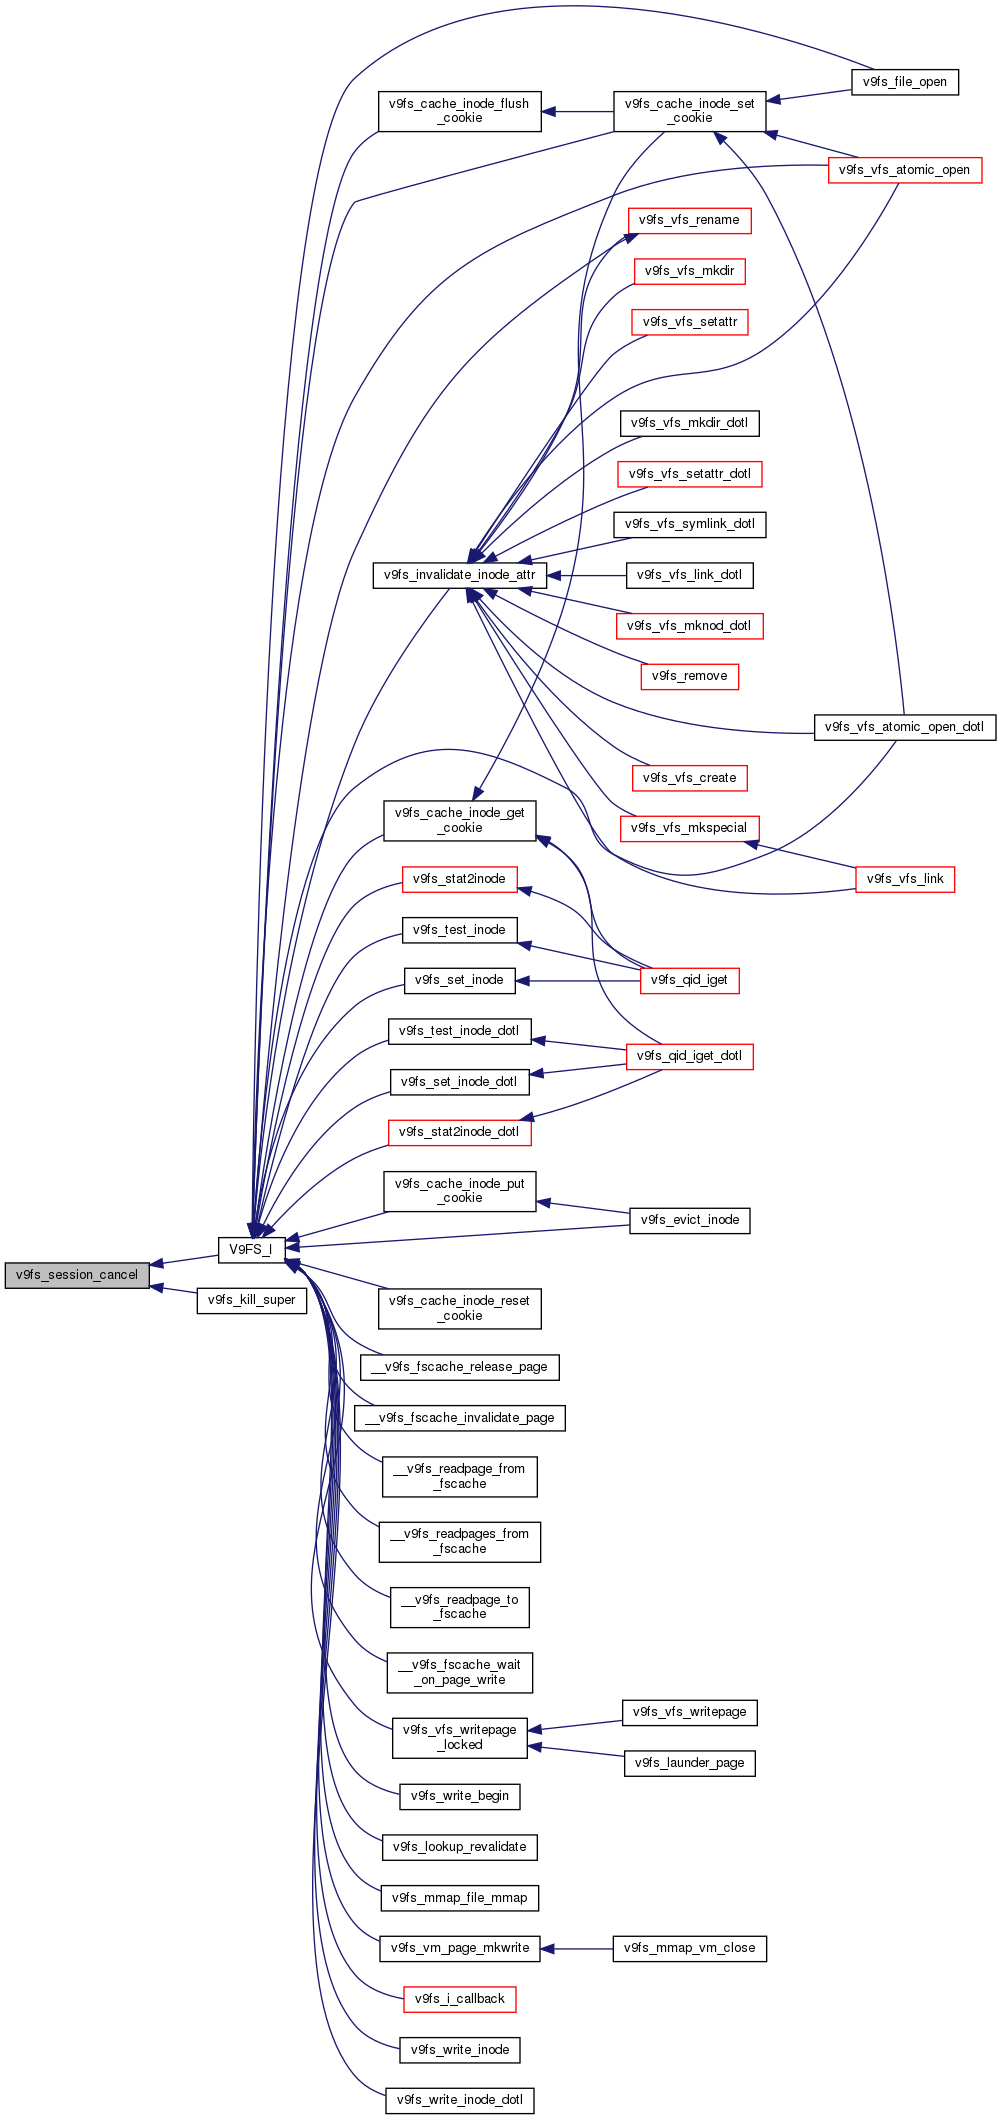 v9fs_file_open
v9fs_cache_inode_flush
_cookie
v9fs_cache_inode_set
_cookie
v9fs_vfs_atomic_open
v9fs_vfs_rename
v9fs_vfs_mkdir
v9fs_vfs_setattr
v9fs_vfs_mkdir_dotl
v9fs_vfs_setattr_dotl
v9fs_vfs_symlink_dotl
v9fs_invalidate_inode_attr
v9fs_vfs_link_dotl
v9fs_vfs_mknod_dotl
v9fs_remove
v9fs_vfs_atomic_open_dotl
v9fs_vfs_create
v9fs_cache_inode_get
_cookie
v9fs_vfs_mkspecial
v9fs_stat2inode
v9fs_vfs_link
v9fs_test_inode
v9fs_set_inode
v9fs_qid_iget
v9fs_test_inode_dotl
v9fs_qid_iget_dotl
v9fs_set_inode_dotl
v9fs_stat2inode_dotl
v9fs_cache_inode_put
_cookie
v9fs_evict_inode
V9FS_I
v9fs_session_cancel
v9fs_kill_super
v9fs_cache_inode_reset
_cookie
__v9fs_fscache_release_page
__v9fs_fscache_invalidate_page
__v9fs_readpage_from
_fscache
__v9fs_readpages_from
_fscache
__v9fs_readpage_to
_fscache
__v9fs_fscache_wait
_on_page_write
v9fs_vfs_writepage
_locked
v9fs_vfs_writepage
v9fs_launder_page
v9fs_write_begin
v9fs_lookup_revalidate
v9fs_mmap_file_mmap
v9fs_vm_page_mkwrite
v9fs_mmap_vm_close
v9fs_i_callback
v9fs_write_inode
v9fs_write_inode_dotl